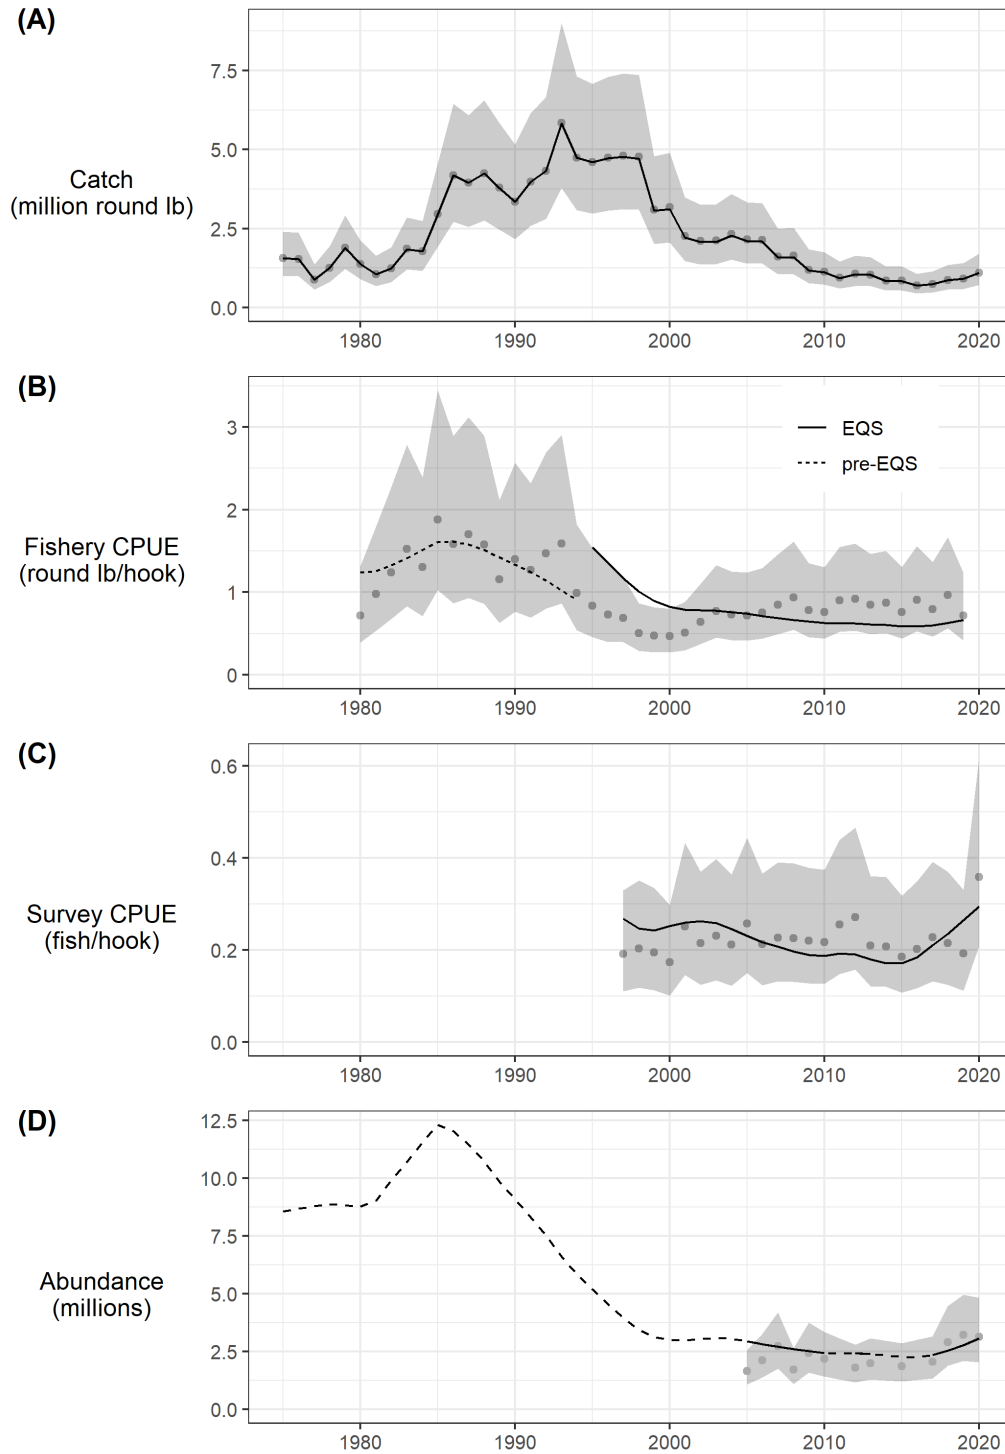 (A)
Catch
(million round lb)
7.5
5.0
2.5
0.0
1980
1990
2000
2010
2020
(B)
Fishery CPUE
(round lb/hook)
3
2
1
0
EQS
pre-EQS
1980
1990
2000
2010
2020
(C)
Survey CPUE
(fish/hook)
0.6
0.4
0.2
0.0
1980
1990
2000
2010
2020
(D)
Abundance
(millions)
12.5
10.0
7.5
5.0
2.5
0.0
1980
1990
2000
2010
2020